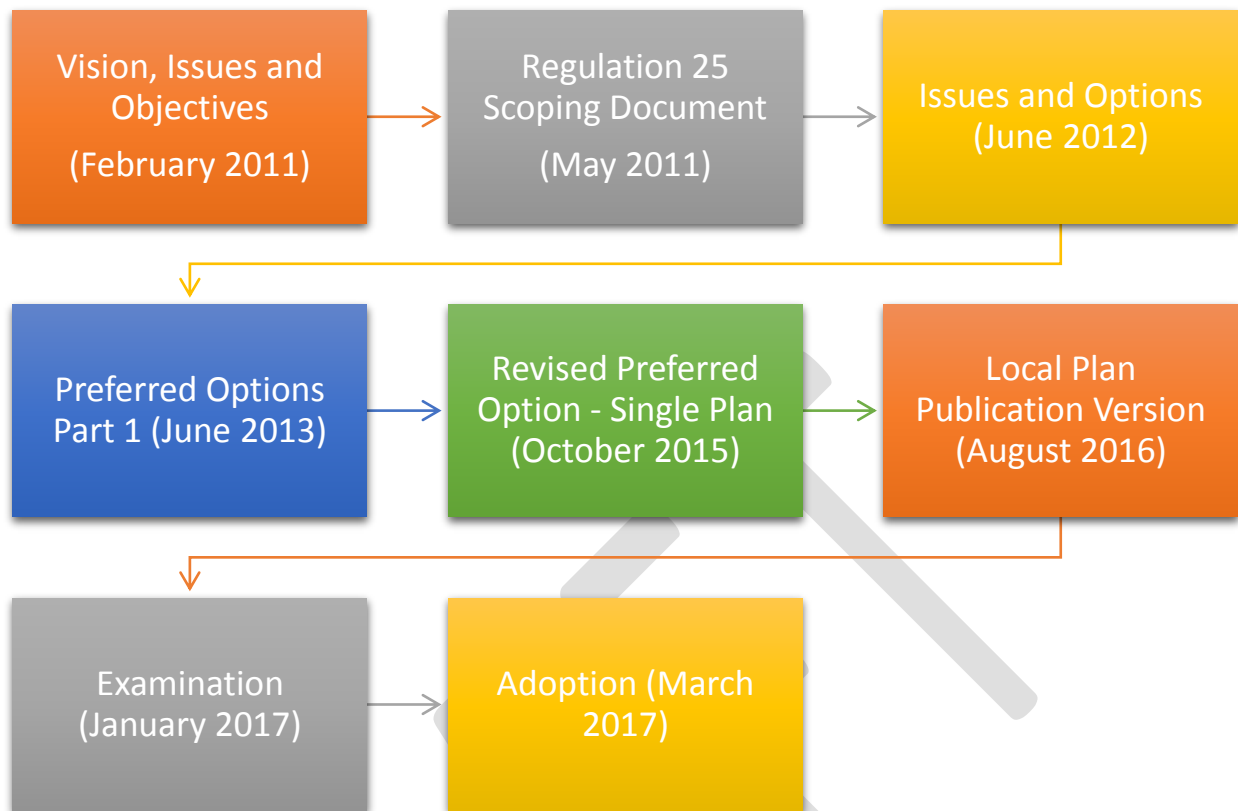 Vision, Issues and
Objectives
(February 2011)
Regulation 25
Scoping Document
(May 2011)
Issues and Options
(June 2012)
Preferred Options
Part 1 (June 2013)
Revised Preferred
Option - Single Plan
(October 2015)
Local Plan
Publication Version
(August 2016)
Examination
(January 2017)
Adoption (March
2017)